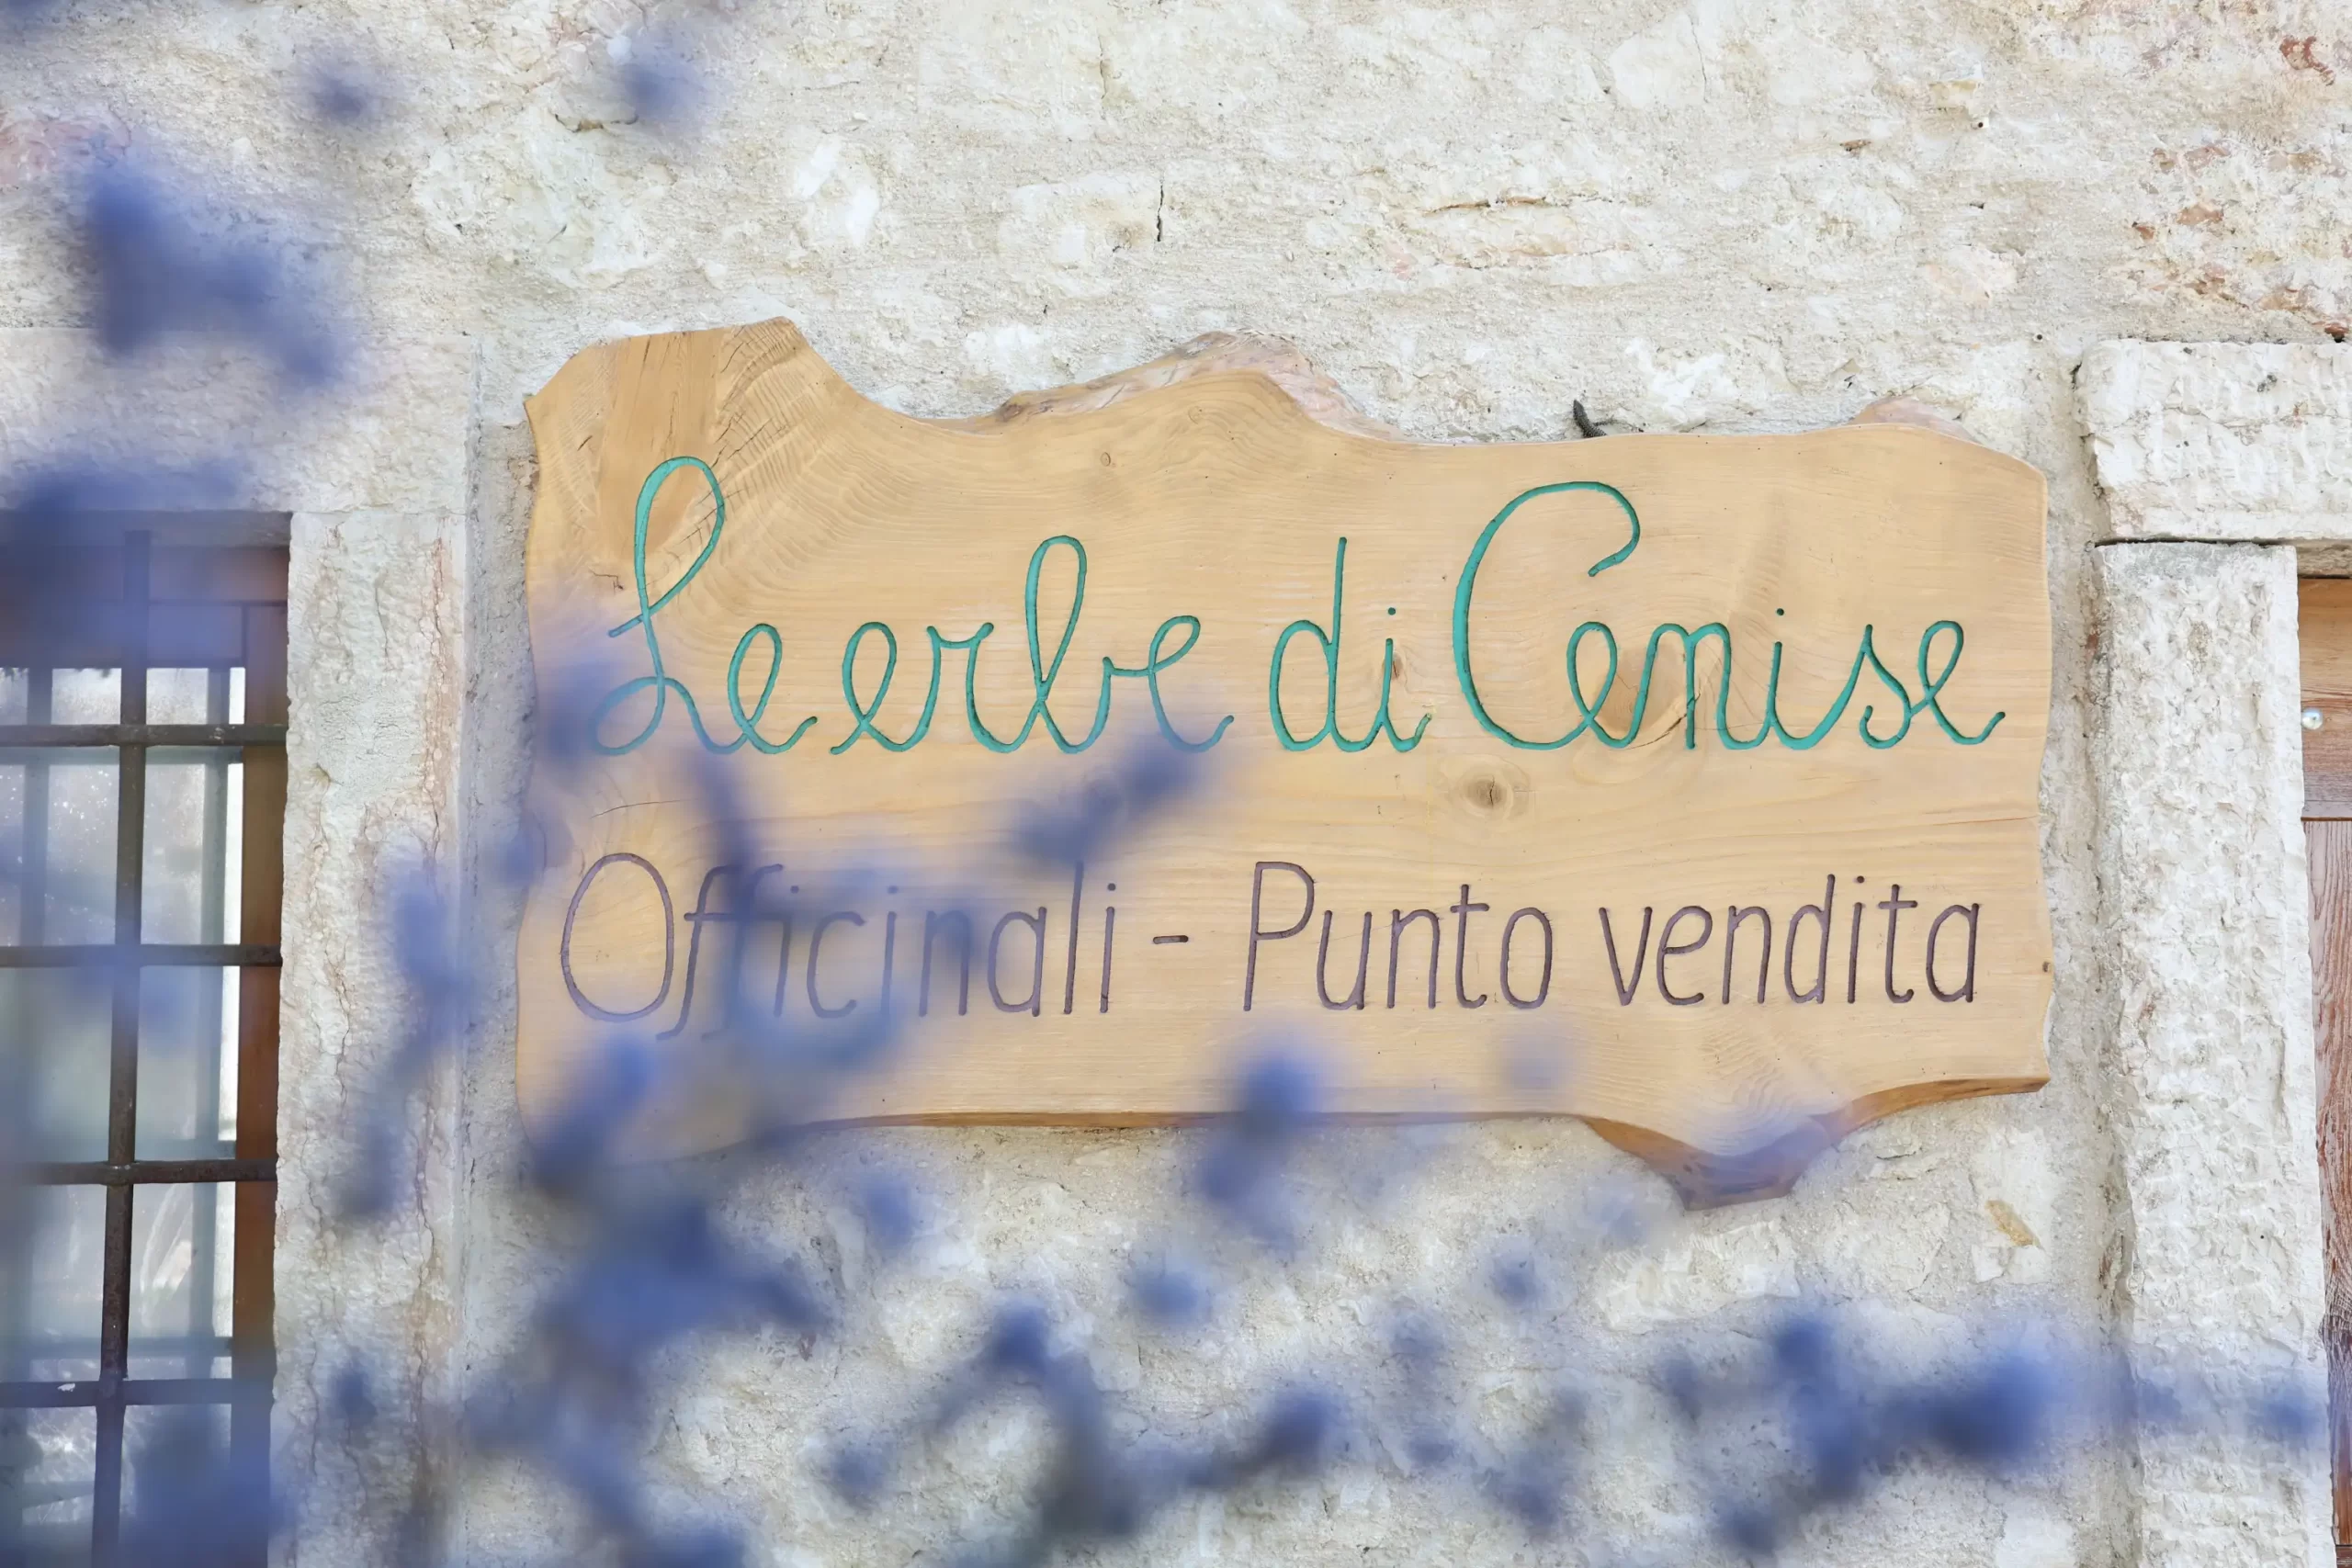 Le erbe di Cenise
Officinali - Punto vendita